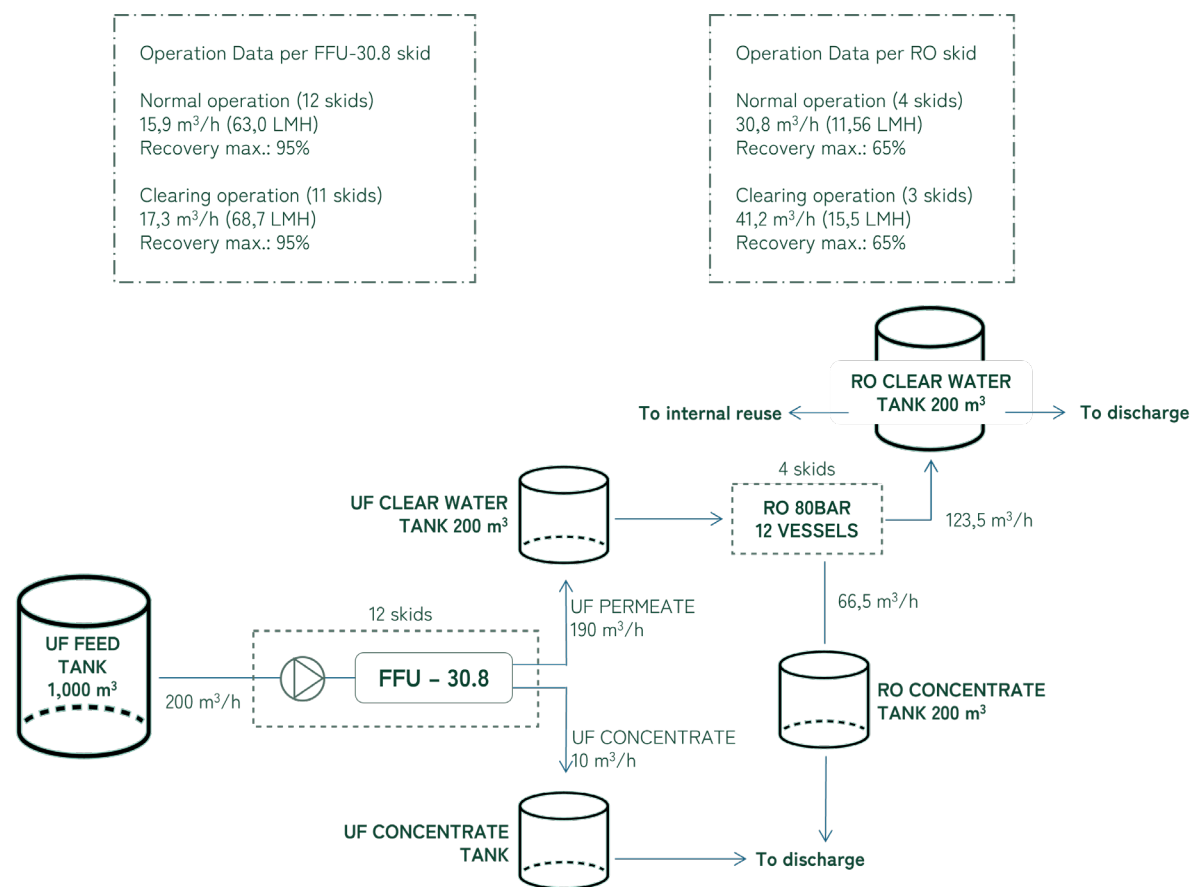 Operation Data per FFU-30.8 skid
Normal operation (12 skids)
15,9 m³/h (63,0 LMH)
Recovery max.: 95%
Clearing operation (11 skids)
17,3 m³/h (68,7 LMH)
Recovery max.: 95%
Operation Data per RO skid
Normal operation (4 skids)
30,8 m³/h (11,56 LMH)
Recovery max.: 65%
Clearing operation (3 skids)
41,2 m³/h (15,5 LMH)
Recovery max.: 65%
RO CLEAR WATER
TANK 200 m³
To internal reuse
To discharge
4 skids
UF CLEAR WATER
TANK 200 m³
RO 80BAR
12 VESSELS
123,5 m³/h
66,5 m³/h
UF PERMEATE
190 m³/h
12 skids
UF FEED
TANK
1,000 m³
FFU – 30.8
200 m³/h
RO CONCENTRATE
TANK 200 m³
UF CONCENTRATE
10 m³/h
UF CONCENTRATE
TANK
To discharge